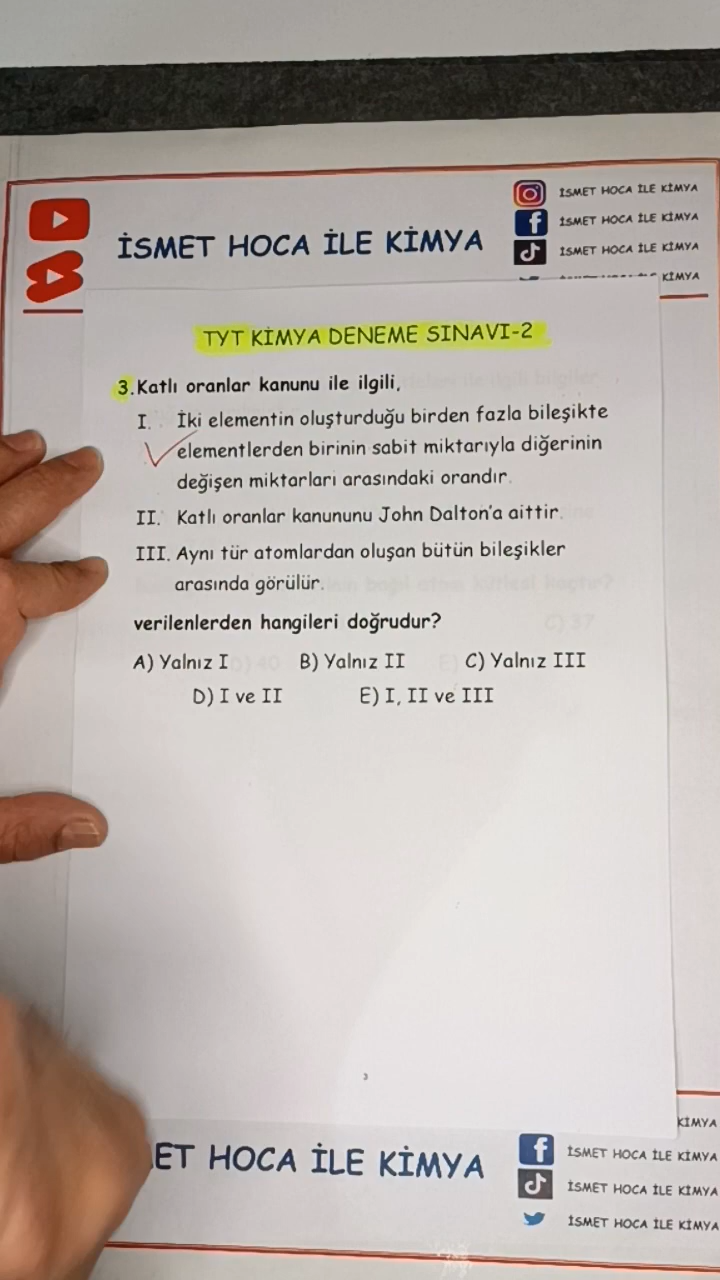 İSMET HOCA İLE KİMYA
İSMET HOCA İLE KİMYA
İSMET HOCA İLE KİMYA
İSMET HOCA İLE KİMYA
KİMYA
TYT KİMYA DENEME SINAVI-2
3. Katlı oranlar kanunu ile ilgili,
I. İki elementin oluşturduğu birden fazla bileşikte
elementlerden birinin sabit miktarıyla diğerinin
değişen miktarları arasındaki orandır.
II. Katlı oranlar kanununu John Dalton'a aittir.
III. Aynı tür atomlardan oluşan bütün bileşikler
arasında görülür.
verilenlerden hangileri doğrudur?
A) Yalnız I B) Yalnız II C) Yalnız III
D) I ve II E) I, II ve III
KİMYA
ET HOCA İLE KİMYA
İSMET HOCA İLE KİMYA
İSMET HOCA İLE KİMYA
İSMET HOCA İLE KİMYA